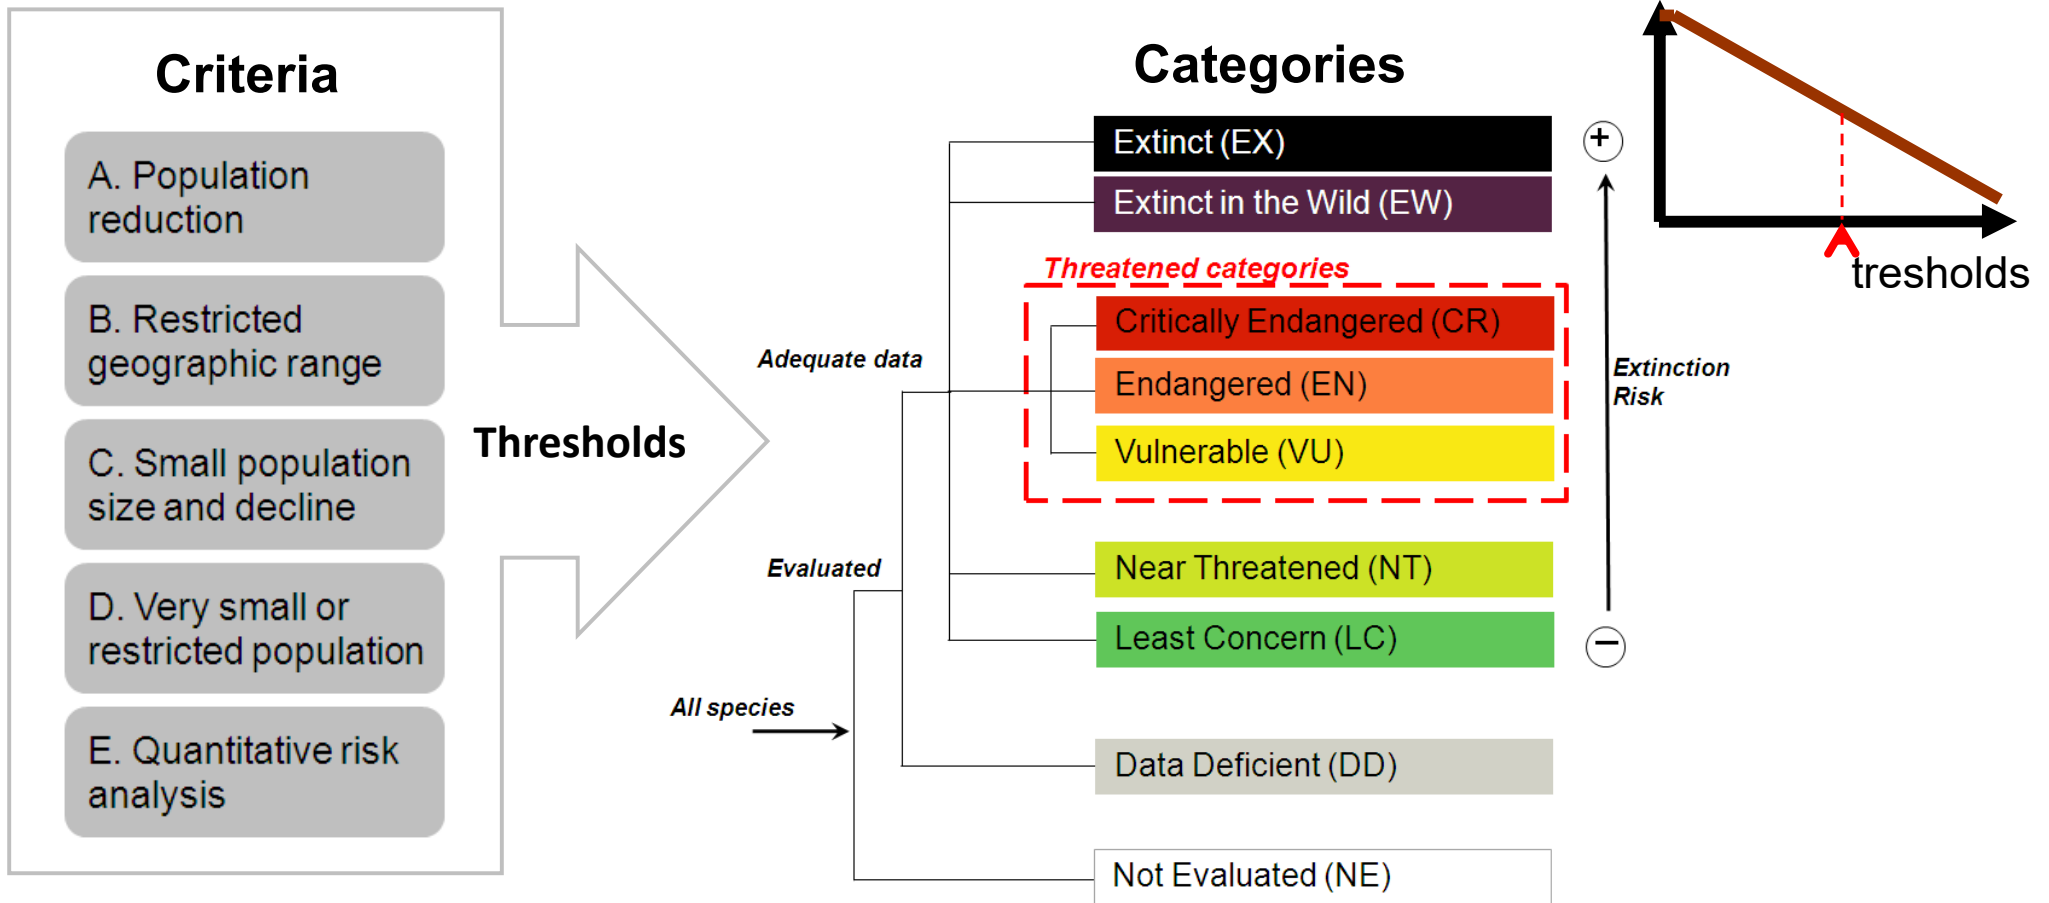 Criteria
A. Population
reduction
B. Restricted
geographic range
C. Small population
size and decline
D. Very small or
restricted population
E. Quantitative risk
analysis
Thresholds
Categories
Extinct (EX)
Extinct in the Wild (EW)
Threatened categories
Critically Endangered (CR)
Endangered (EN)
Vulnerable (VU)
Near Threatened (NT)
Least Concern (LC)
Data Deficient (DD)
Not Evaluated (NE)
Adequate data
Evaluated
All species
+
Extinction
Risk
−
tresholds